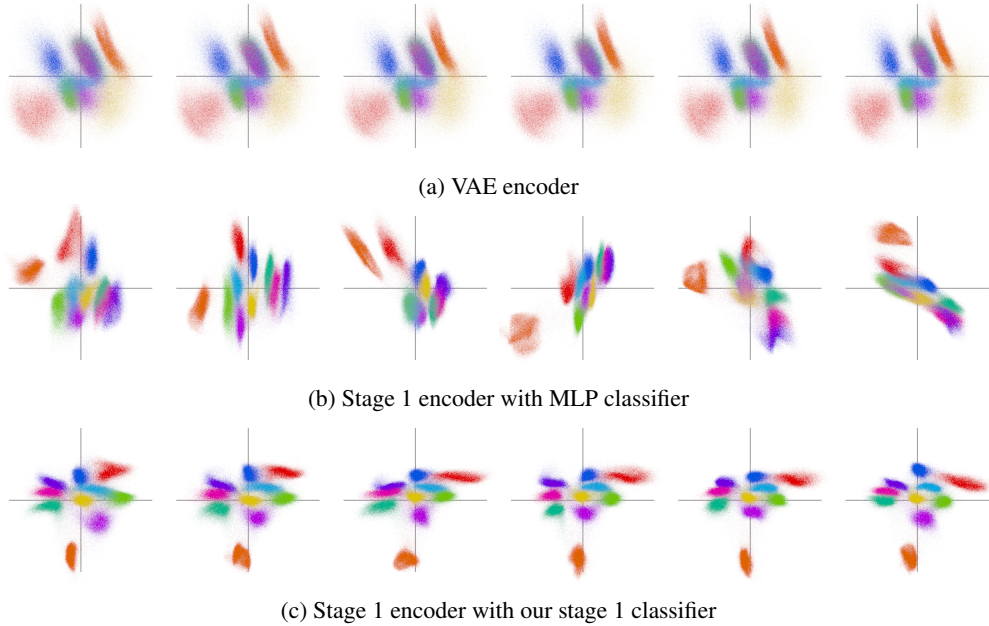 (a) VAE encoder
(b) Stage 1 encoder with MLP classifier
(c) Stage 1 encoder with our stage 1 classifier